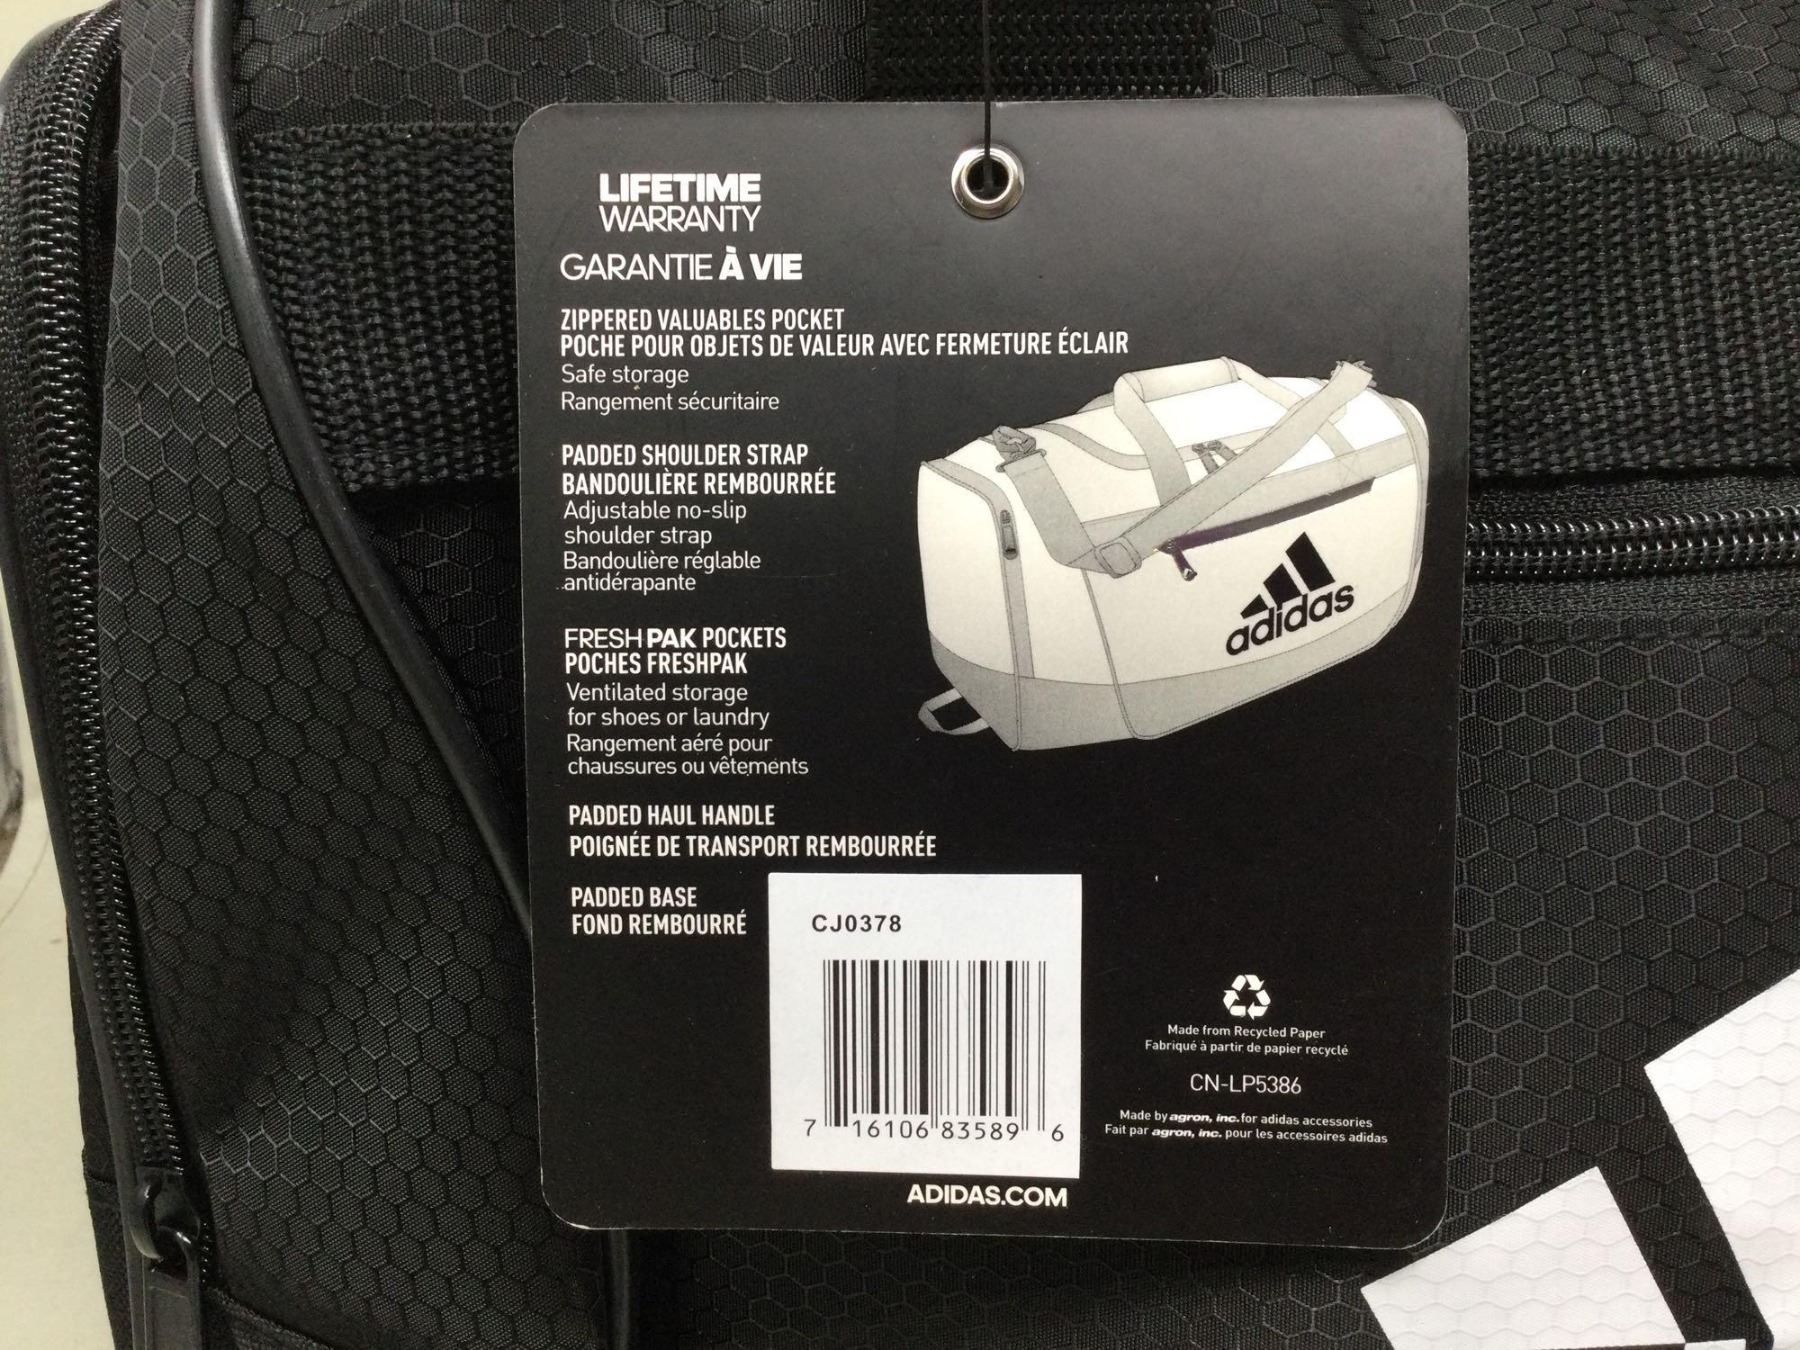 LIFETIME
WARRANTY
GARANTIE À VIE
ZIPPERED VALUABLES POCKET
POCHE POUR OBJETS DE VALEUR AVEC FERMETURE ÉCLAIR
Safe storage
Rangement sécuritaire
PADDED SHOULDER STRAP
BANDOULIÈRE REMBOURRÉE
Adjustable no-slip
shoulder strap
Bandoulière réglable
antidérapante
adidas
FRESH PAK POCKETS
POCHES FRESHPAK
Ventilated storage
for shoes or laundry
Rangement aéré pour
chaussures ou vêtements
PADDED HAUL HANDLE
POIGNÉE DE TRANSPORT REMBOURRÉE
PADDED BASE
FOND REMBOURRÉ
CJ0378
7 16106 83589 6
Made from Recycled Paper
Fabriqué à partir de papier recyclé
CN-LP5386
Made by agron, inc. for adidas accessories
Fait par agron, inc. pour les accessoires adidas
ADIDAS.COM